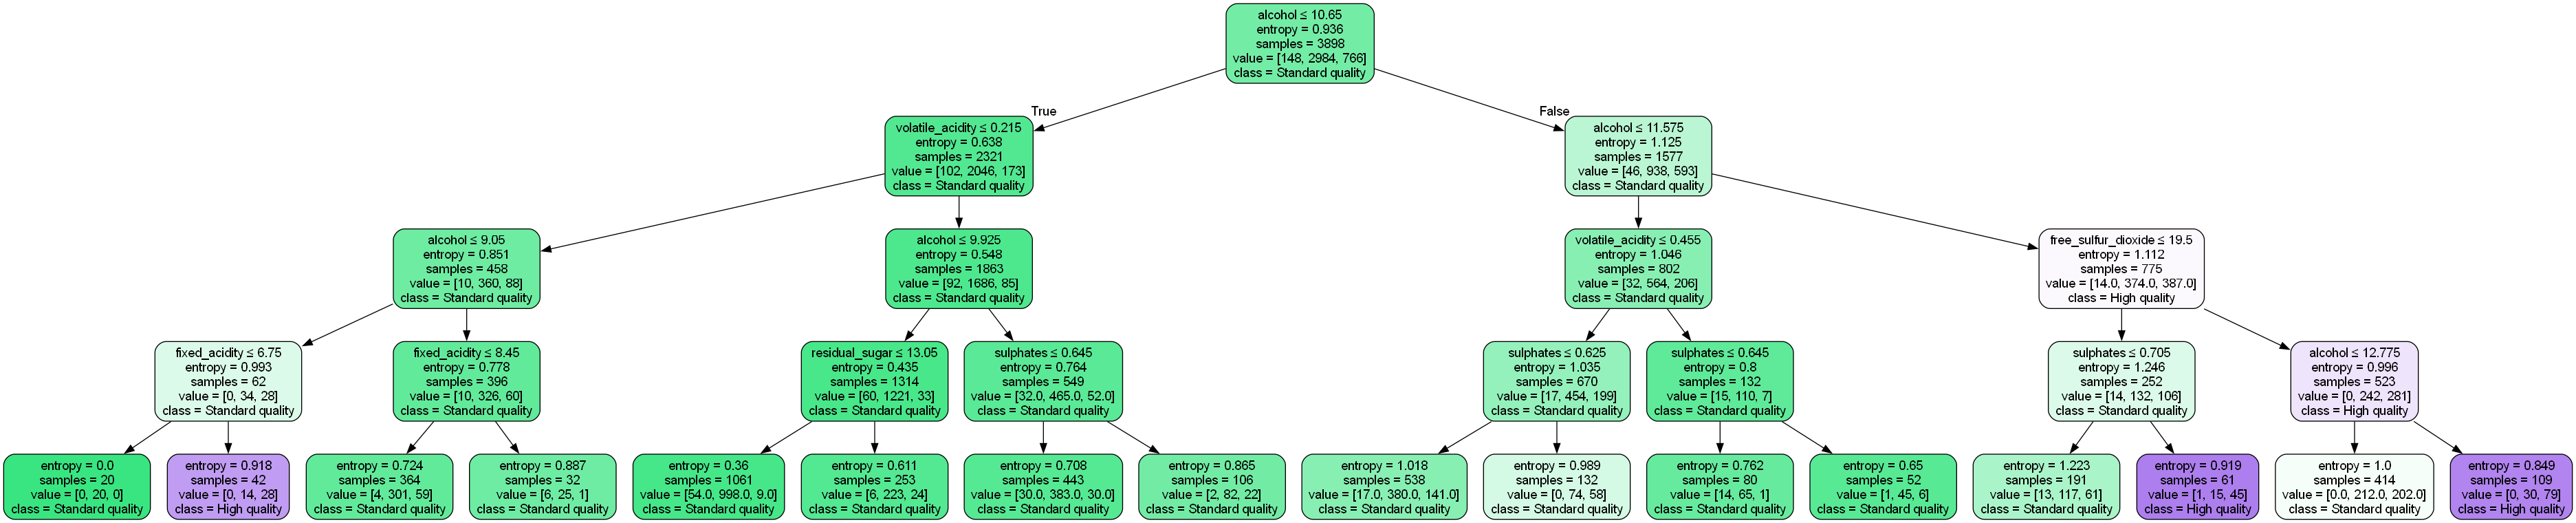 alcohol ≤ 10.65
entropy = 0.936
samples = 3898
value = [148, 2984, 766]
class = Standard quality
True
False
volatile_acidity ≤ 0.215
entropy = 0.638
samples = 2321
value = [102, 2046, 173]
class = Standard quality
alcohol ≤ 11.575
entropy = 1.125
samples = 1577
value = [46, 938, 593]
class = Standard quality
alcohol ≤ 9.05
entropy = 0.851
samples = 458
value = [10, 360, 88]
class = Standard quality
alcohol ≤ 9.925
entropy = 0.548
samples = 1863
value = [92, 1686, 85]
class = Standard quality
volatile_acidity ≤ 0.455
entropy = 1.046
samples = 802
value = [32, 564, 206]
class = Standard quality
free_sulfur_dioxide ≤ 19.5
entropy = 1.112
samples = 775
value = [14.0, 374.0, 387.0]
class = High quality
fixed_acidity ≤ 6.75
entropy = 0.993
samples = 62
value = [0, 34, 28]
class = Standard quality
fixed_acidity ≤ 8.45
entropy = 0.778
samples = 396
value = [10, 326, 60]
class = Standard quality
residual_sugar ≤ 13.05
entropy = 0.435
samples = 1314
value = [60, 1221, 33]
class = Standard quality
sulphates ≤ 0.645
entropy = 0.764
samples = 549
value = [32.0, 465.0, 52.0]
class = Standard quality
sulphates ≤ 0.625
entropy = 1.035
samples = 670
value = [17, 454, 199]
class = Standard quality
sulphates ≤ 0.645
entropy = 0.8
samples = 132
value = [15, 110, 7]
class = Standard quality
sulphates ≤ 0.705
entropy = 1.246
samples = 252
value = [14, 132, 106]
class = Standard quality
alcohol ≤ 12.775
entropy = 0.996
samples = 523
value = [0, 242, 281]
class = High quality
entropy = 0.0
samples = 20
value = [0, 20, 0]
class = Standard quality
entropy = 0.918
samples = 42
value = [0, 14, 28]
class = High quality
entropy = 0.724
samples = 364
value = [4, 301, 59]
class = Standard quality
entropy = 0.887
samples = 32
value = [6, 25, 1]
class = Standard quality
entropy = 0.36
samples = 1061
value = [54.0, 998.0, 9.0]
class = Standard quality
entropy = 0.611
samples = 253
value = [6, 223, 24]
class = Standard quality
entropy = 0.708
samples = 443
value = [30.0, 383.0, 30.0]
class = Standard quality
entropy = 0.865
samples = 106
value = [2, 82, 22]
class = Standard quality
entropy = 1.018
samples = 538
value = [17.0, 380.0, 141.0]
class = Standard quality
entropy = 0.989
samples = 132
value = [0, 74, 58]
class = Standard quality
entropy = 0.762
samples = 80
value = [14, 65, 1]
class = Standard quality
entropy = 0.65
samples = 52
value = [1, 45, 6]
class = Standard quality
entropy = 1.223
samples = 191
value = [13, 117, 61]
class = Standard quality
entropy = 0.919
samples = 61
value = [1, 15, 45]
class = High quality
entropy = 1.0
samples = 414
value = [0.0, 212.0, 202.0]
class = Standard quality
entropy = 0.849
samples = 109
value = [0, 30, 79]
class = High quality